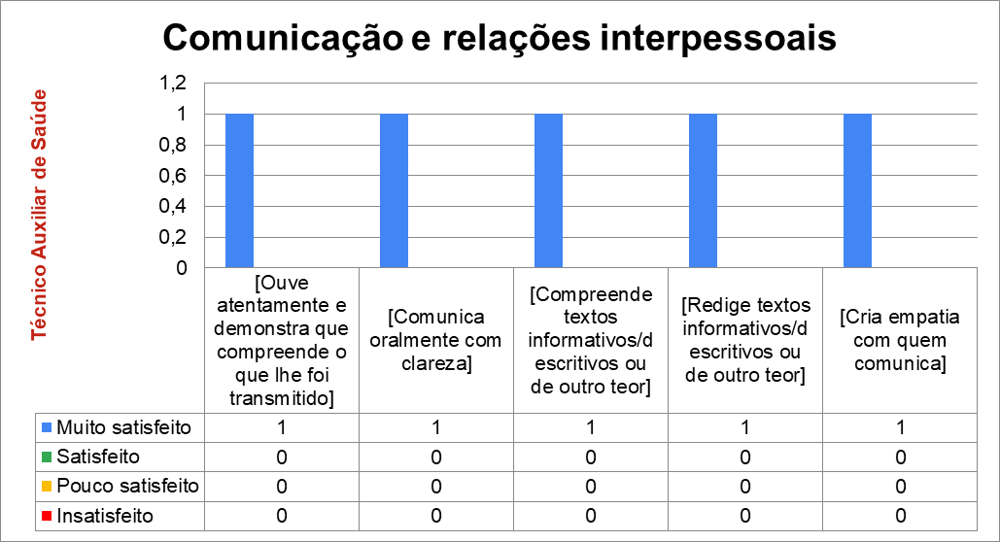 Comunicação e relações interpessoais
Técnico Auxiliar de Saúde
1,2
1
0,8
0,6
0,4
0,2
0
[Ouve
atentamente e
demonstra que
compreende o
que lhe foi
transmitido]
[Comunica
oralmente com
clareza]
[Compreende
textos
informativos/d
escritivos ou
de outro teor]
[Redige textos
informativos/d
escritivos ou
de outro teor]
[Cria empatia
com quem
comunica]
Muito satisfeito 1 1 1 1 1
Satisfeito 0 0 0 0 0
Pouco satisfeito 0 0 0 0 0
Insatisfeito 0 0 0 0 0